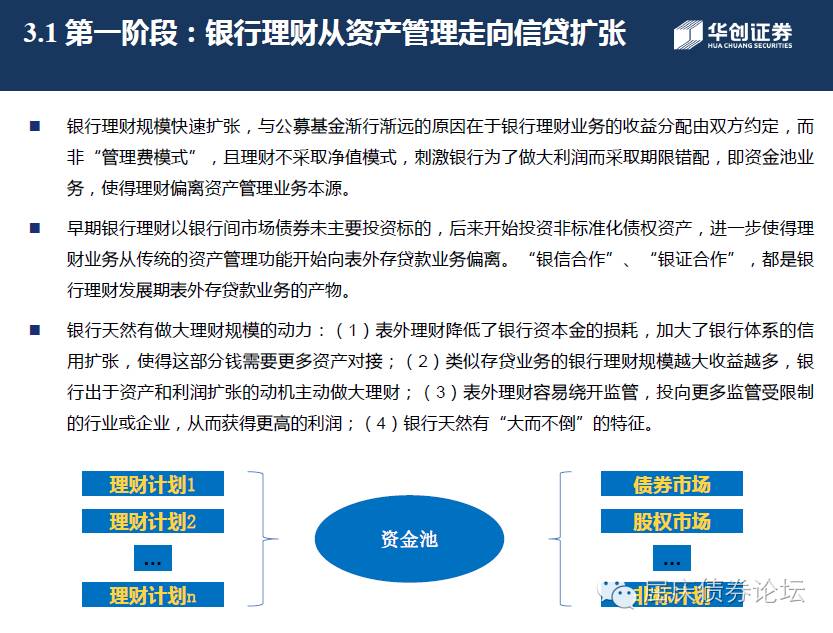 3.1 第一阶段：银行理财从资产管理走向信贷扩张
华创证券
HUA CHUANG SECURITIES
银行理财规模快速扩张，与公募基金渐行渐远的原因在于银行理财业务的收益分配由双方约定，而
非“管理费模式”，且理财不采取净值模式，刺激银行为了做大利润而采取期限错配，即资金池业
务，使得理财偏离资产管理业务本源。
早期银行理财以银行间市场债券未主要投资标的，后来开始投资非标准化债权资产，进一步使得理
财业务从传统的资产管理功能开始向表外存贷款业务偏离。“银信合作”、“银证合作”，都是银
行理财发展期表外存贷款业务的产物。
银行天然有做大理财规模的动力：（1）表外理财降低了银行资本金的损耗，加大了银行体系的信
用扩张，使得这部分钱需要更多资产对接；（2）类似存贷业务的银行理财规模越大收益越多，银
行出于资产和利润扩张的动机主动做大理财；（3）表外理财容易绕开监管，投向更多监管受限制
的行业或企业，从而获得更高的利润；（4）银行天然有“大而不倒”的特征。
理财计划1
理财计划2
...
理财计划n
资金池
债券市场
股权市场
...
非标计划
债券论坛